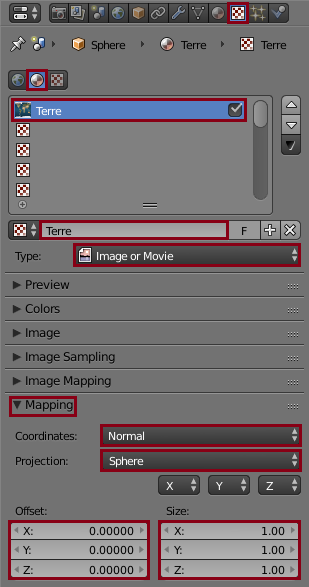 Sphere Terre Terre
Terre
Terre F
Type: Image or Movie
Preview
Colors
Image
Image Sampling
Image Mapping
Mapping
Coordinates: Normal
Projection: Sphere
X Y Z
Offset: Size:
X: 0.00000 X: 1.00
Y: 0.00000 Y: 1.00
Z: 0.00000 Z: 1.00